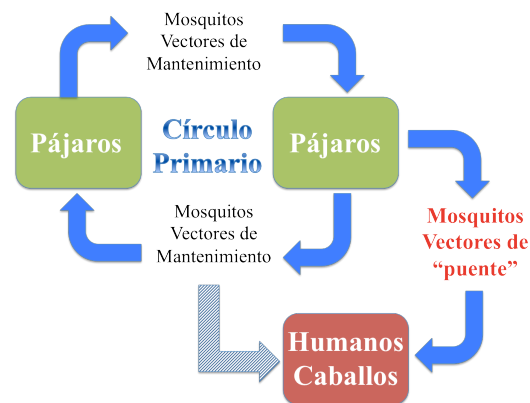 Mosquitos
Vectores de
Mantenimiento
Pájaros
Círculo
Primario
Pájaros
Mosquitos
Vectores de
Mantenimiento
Mosquitos
Vectores de
“puente”
Humanos
Caballos